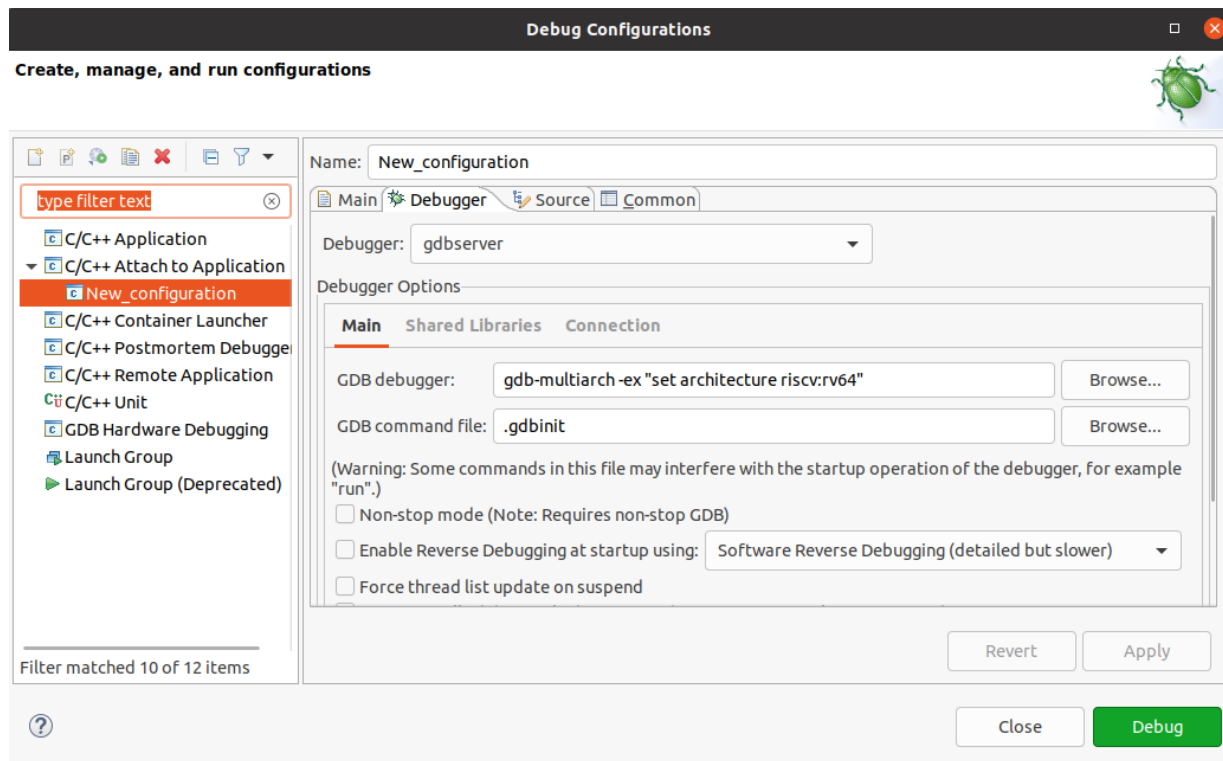 Debug Configurations
Create, manage, and run configurations
type filter text
C/C++ Application
C/C++ Attach to Application
New_configuration
C/C++ Container Launcher
C/C++ Postmortem Debugger
C/C++ Remote Application
C/C++ Unit
GDB Hardware Debugging
Launch Group
Launch Group (Deprecated)
Filter matched 10 of 12 items
Name: New_configuration
Main Debugger Source Common
Debugger: gdbserver
Debugger Options
Main Shared Libraries Connection
GDB debugger: gdb-multiarch -ex "set architecture riscv:rv64" Browse...
GDB command file: .gdbinit Browse...
(Warning: Some commands in this file may interfere with the startup operation of the debugger, for example
"run".)
Non-stop mode (Note: Requires non-stop GDB)
Enable Reverse Debugging at startup using: Software Reverse Debugging (detailed but slower)
Force thread list update on suspend
Revert Apply
Close Debug